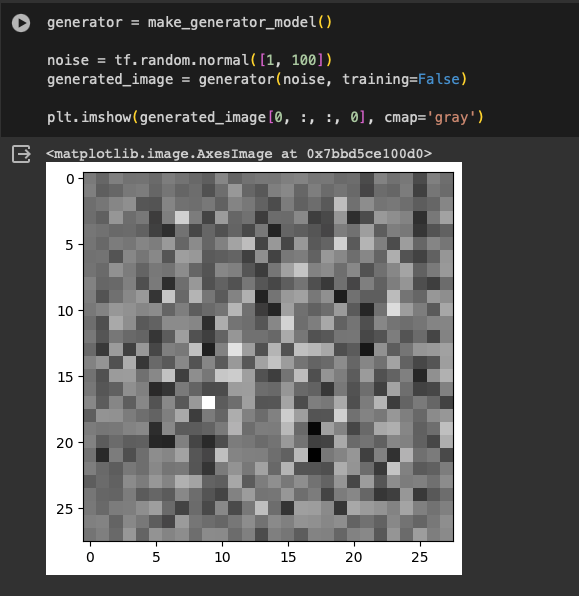 generator = make_generator_model()
noise = tf.random.normal([1, 100])
generated_image = generator(noise, training=False)
plt.imshow(generated_image[0, :, :, 0], cmap='gray')
<matplotlib.image.AxesImage at 0x7bbd5ce100d0>
0
5
10
15
20
25
0 5 10 15 20 25